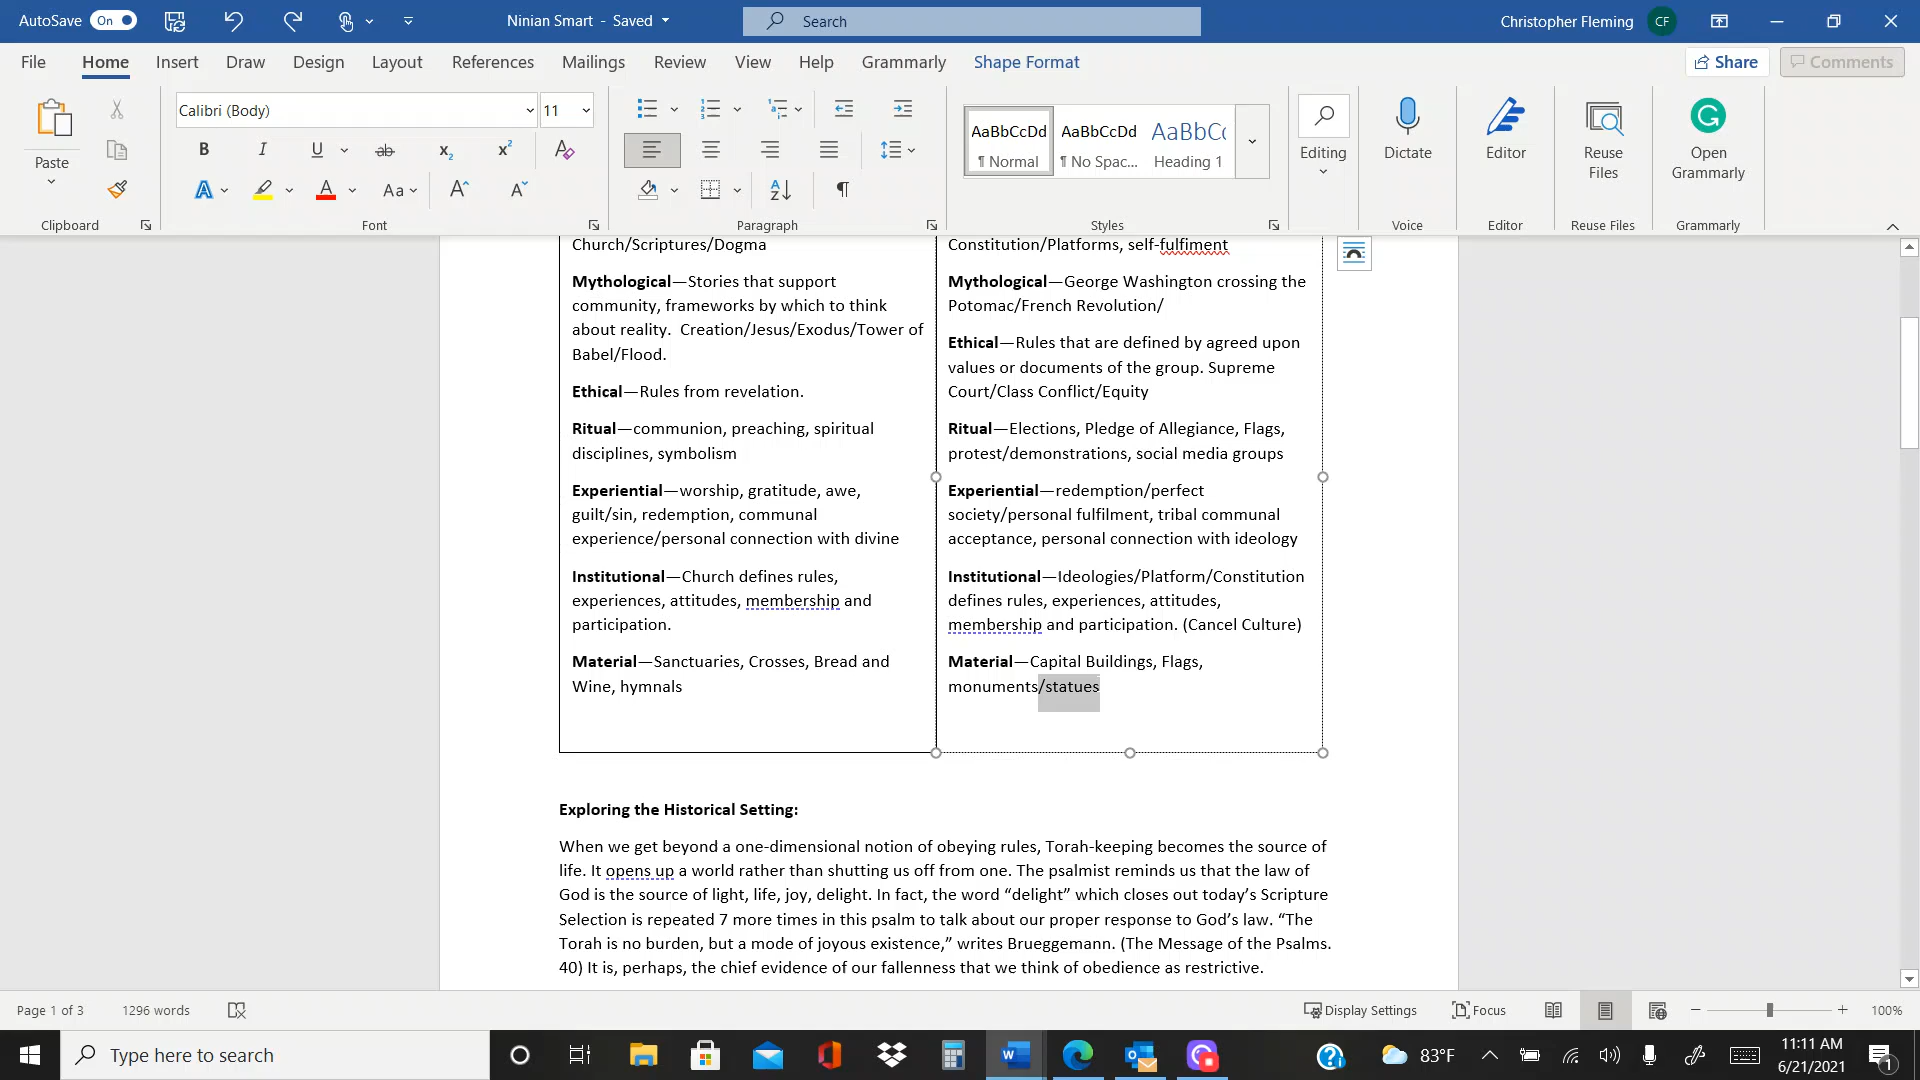 AutoSave On Ninian Smart - Saved Search Christopher Fleming CF
File Home Insert Draw Design Layout References Mailings Review View Help Grammarly Shape Format Share Comments
Paste
Clipboard
Calibri (Body) 11
B I U ab x₂ x²
A A Aa A A
Font
Paragraph
AaBbCcDd AaBbCcDd AaBbCc
¶ Normal ¶ No Spac... Heading 1
Styles
Editing
Dictate
Voice
Editor
Editor
Reuse
Files
Reuse Files
Open
Grammarly
Grammarly
Church/Scriptures/Dogma
Mythological—Stories that support
community, frameworks by which to think
about reality. Creation/Jesus/Exodus/Tower of
Babel/Flood.
Ethical—Rules from revelation.
Ritual—communion, preaching, spiritual
disciplines, symbolism
Experiential—worship, gratitude, awe,
guilt/sin, redemption, communal
experience/personal connection with divine
Institutional—Church defines rules,
experiences, attitudes, membership and
participation.
Material—Sanctuaries, Crosses, Bread and
Wine, hymnals
Constitution/Platforms, self-fulfiment
Mythological—George Washington crossing the
Potomac/French Revolution/
Ethical—Rules that are defined by agreed upon
values or documents of the group. Supreme
Court/Class Conflict/Equity
Ritual—Elections, Pledge of Allegiance, Flags,
protest/demonstrations, social media groups
Experiential—redemption/perfect
society/personal fulfilment, tribal communal
acceptance, personal connection with ideology
Institutional—Ideologies/Platform/Constitution
defines rules, experiences, attitudes,
membership and participation. (Cancel Culture)
Material—Capital Buildings, Flags,
monuments/statues
Exploring the Historical Setting:
When we get beyond a one-dimensional notion of obeying rules, Torah-keeping becomes the source of
life. It opens up a world rather than shutting us off from one. The psalmist reminds us that the law of
God is the source of light, life, joy, delight. In fact, the word “delight” which closes out today’s Scripture
Selection is repeated 7 more times in this psalm to talk about our proper response to God’s law. “The
Torah is no burden, but a mode of joyous existence,” writes Brueggemann. (The Message of the Psalms.
40) It is, perhaps, the chief evidence of our fallenness that we think of obedience as restrictive.
Page 1 of 3 1296 words Display Settings Focus 100%
Type here to search 83°F 11:11 AM
6/21/2021
1